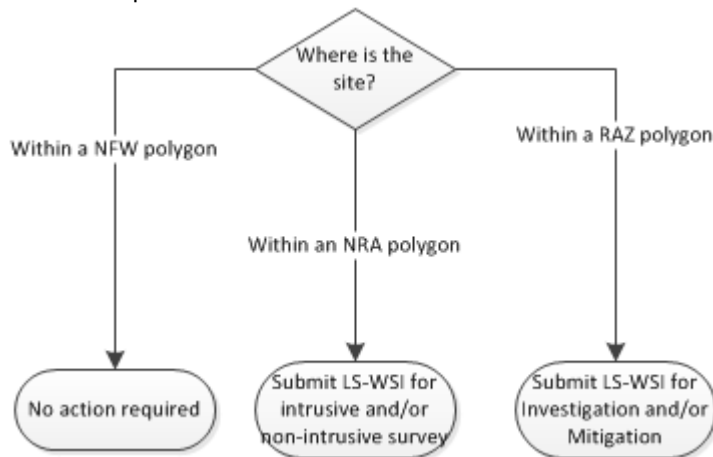 Where is the
site?
Within a NFW polygon
Within a RAZ polygon
Within an NRA polygon
No action required
Submit LS-WSI for
intrusive and/or
non-intrusive survey
Submit LS-WSI for
Investigation and/or
Mitigation